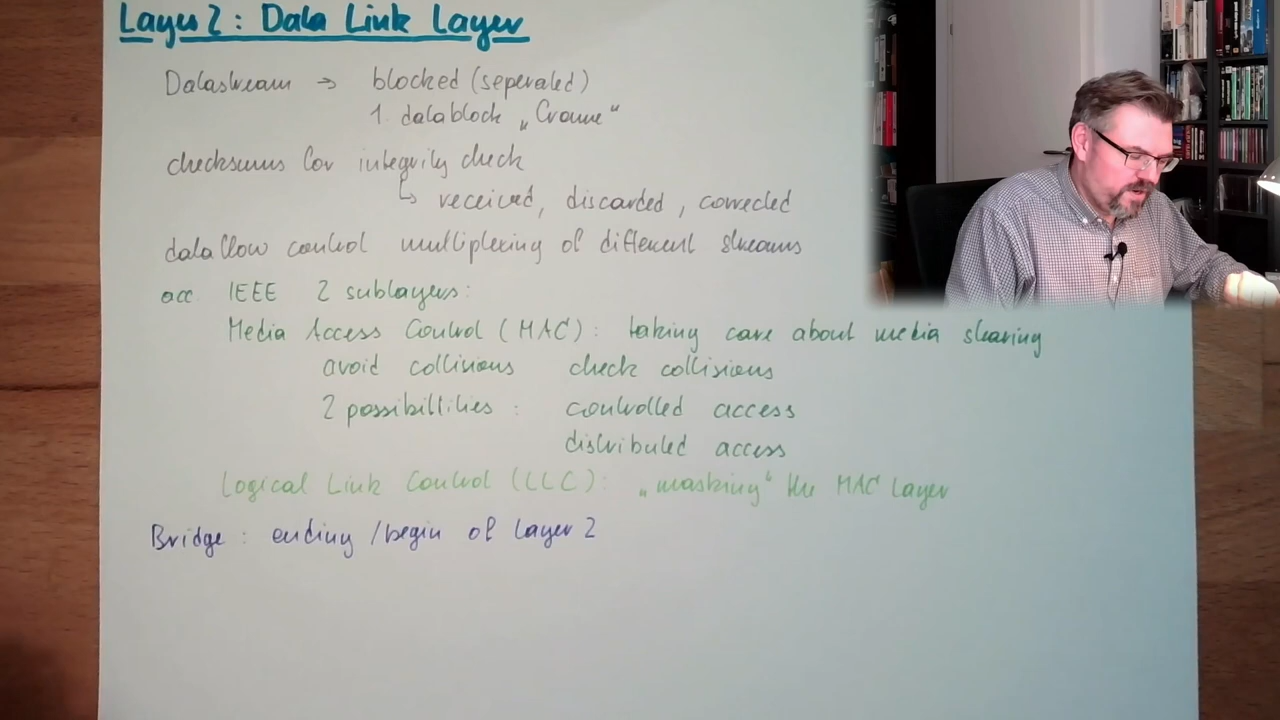 Layer 2 : Data Link Layer
Datastream → blocked (seperated)
1. datablock „Frame“
checksums for integrity check
↳ received, discarded, corrected
dataflow control multiplexing of different streams
acc IEEE 2 sublayers:
Media Access Control (MAC) : taking care about media sharing
avoid collisions check collisions
2 possibilities : controlled access
distributed access
Logical Link Control (LLC) : „masking“ the MAC Layer
Bridge : ending /begin of Layer 2